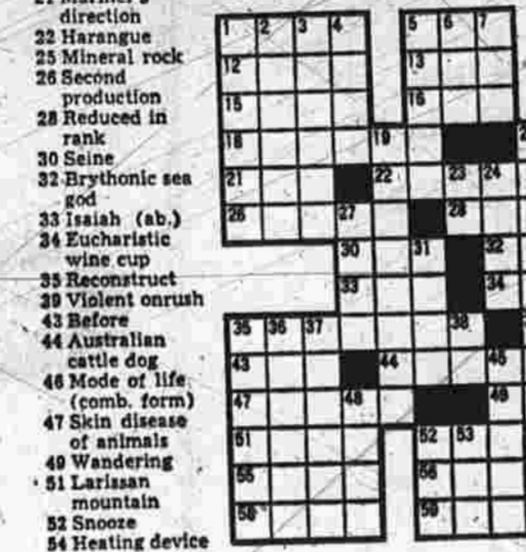 direction
22 Harangue
25 Mineral rock
26 Second
production
28 Reduced in
rank
30 Seine
32 Brythonic sea
god
33 Isaiah (ab.)
34 Eucharistic
wine cup
35 Reconstruct
39 Violent onrush
43 Before
44 Australian
cattle dog
46 Mode of life
(comb. form)
47 Skin disease
of animals
49 Wandering
51 Larissan
mountain
52 Snooze
54 Heating device
1 2 3 4 5 6 7
12 13
15 16
18 19
21 22 23 24
26 27 28
30 31 32
33 34
35 36 37 38
43 44 45
47 48 49
51 52 53
55 56
58 59